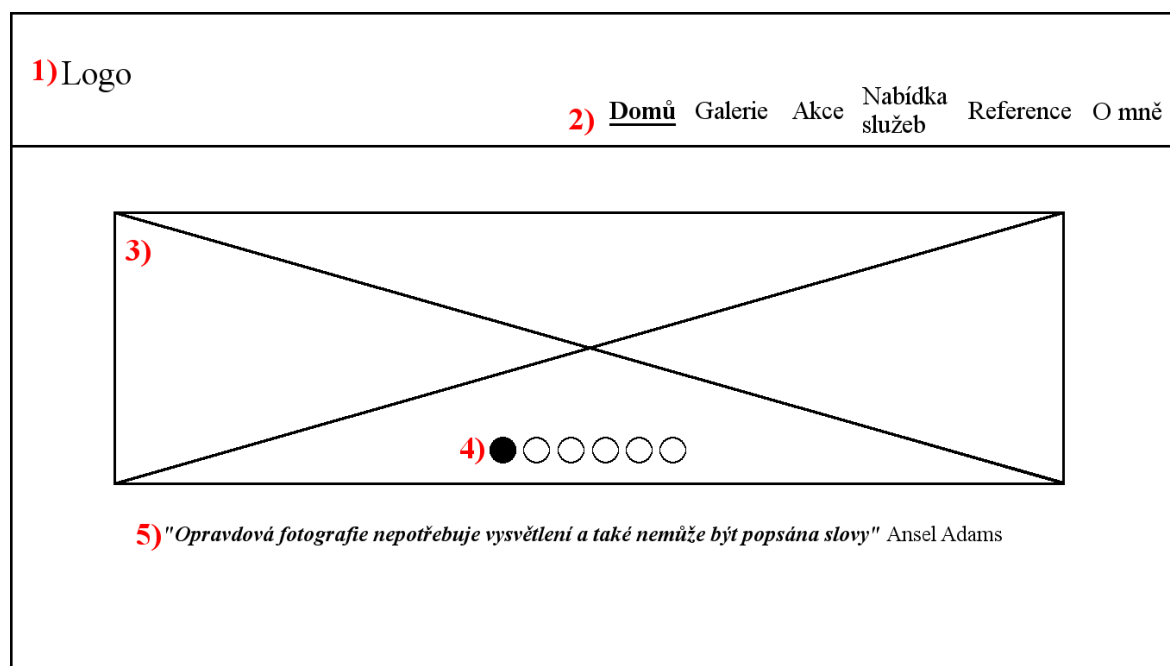 1) Logo
2) Domů Galerie Akce Nabídka služeb Reference O mně
3)
4)
5) "Opravdová fotografie nepotřebuje vysvětlení a také nemůže být popsána slovy" Ansel Adams